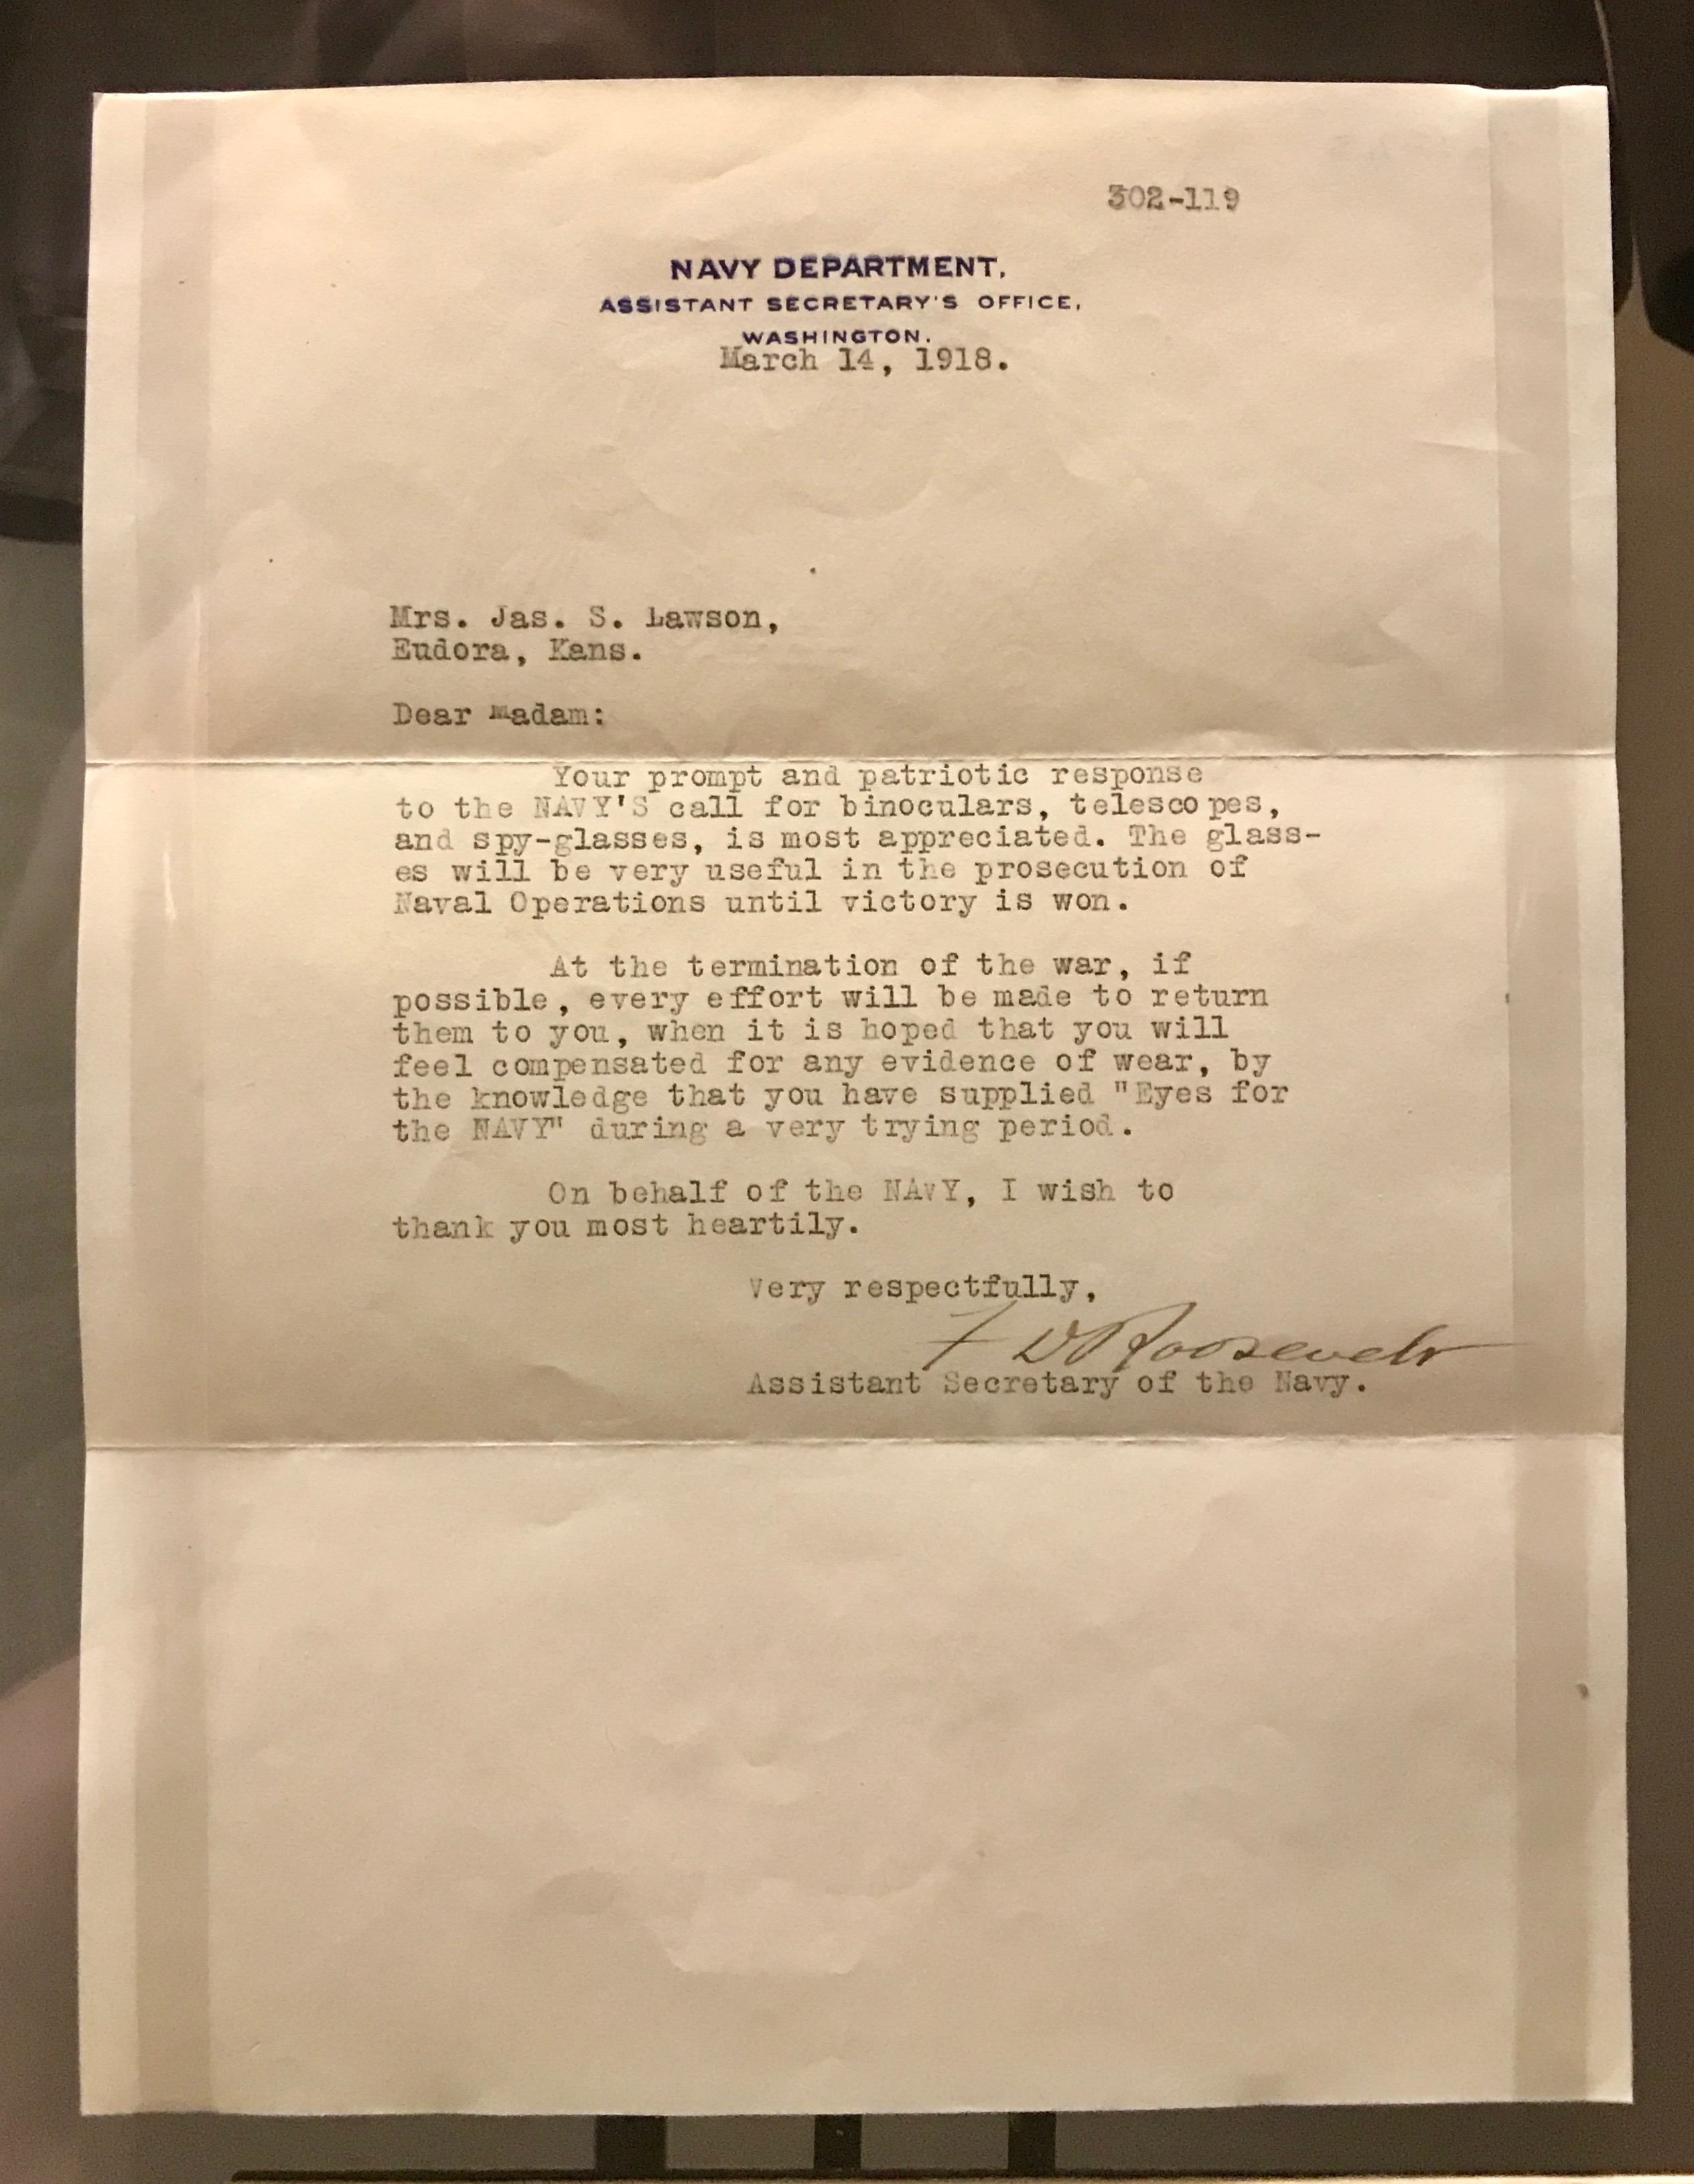 302-119
NAVY DEPARTMENT,
ASSISTANT SECRETARY'S OFFICE,
WASHINGTON.
March 14, 1918.
Mrs. Jas. S. Lawson,
Eudora, Kans.
Dear Madam:
Your prompt and patriotic response
to the NAVY'S call for binoculars, telescopes,
and spy-glasses, is most appreciated. The glass-
es will be very useful in the prosecution of
Naval Operations until victory is won.
At the termination of the war, if
possible, every effort will be made to return
them to you, when it is hoped that you will
feel compensated for any evidence of wear, by
the knowledge that you have supplied "Eyes for
the NAVY" during a very trying period.
On behalf of the NAVY, I wish to
thank you most heartily.
Very respectfully,
F D Roosevelt
Assistant Secretary of the Navy.